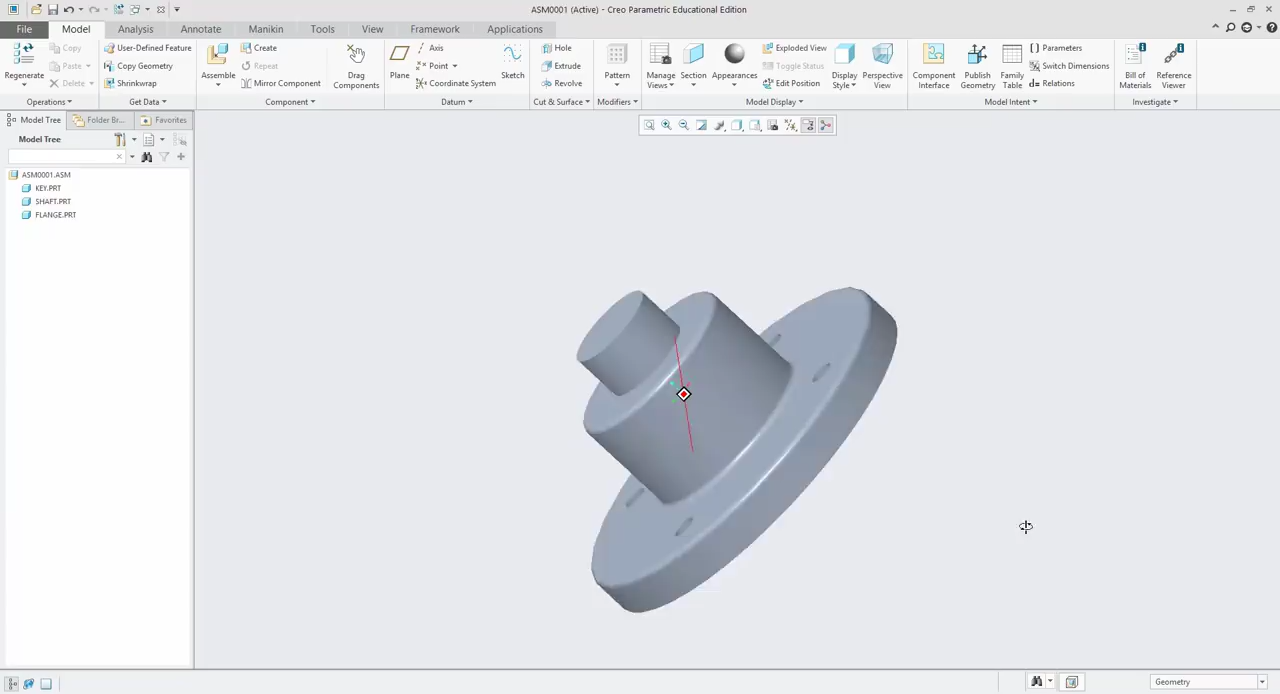 ASM0001 (Active) - Creo Parametric Educational Edition
File Model Analysis Annotate Manikin Tools View Framework Applications
Regenerate
Copy
Paste
Delete
Operations
User-Defined Feature
Copy Geometry
Shrinkwrap
Get Data
Assemble
Create
Repeat
Mirror Component
Drag
Components
Component
Plane
Axis
Point
Coordinate System
Sketch
Datum
Hole
Extrude
Revolve
Cut & Surface
Pattern
Modifiers
Manage
Views
Section
Appearances
Exploded View
Toggle Status
Edit Position
Display
Style
Perspective
View
Model Display
Component
Interface
Publish
Geometry
Family
Table
Parameters
Switch Dimensions
Relations
Model Intent
Bill of
Materials
Reference
Viewer
Investigate
Model Tree Folder Br... Favorites
Model Tree
ASM0001.ASM
KEY.PRT
SHAFT.PRT
FLANGE.PRT
Geometry